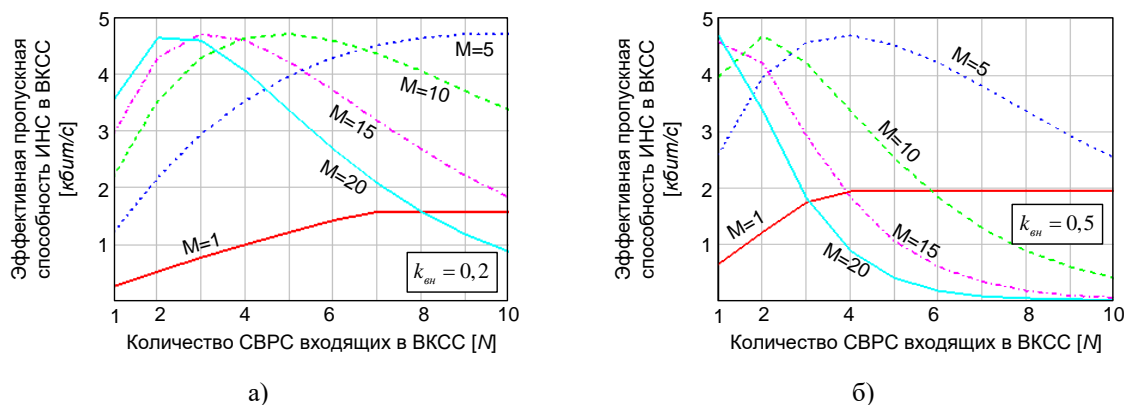 Эффективная пропускная
способность ИНС в ВКСС
[кбит/с]
5
4
3
2
1
M=5
M=10
M=15
M=20
M=1
k_вн = 0,2
1
2
4
6
8
10
Количество СВРС входящих в ВКСС [N]
а)
Эффективная пропускная
способность ИНС в ВКСС
[кбит/с]
5
4
3
2
1
M=5
M=10
M=1
M=15
M=20
k_вн = 0,5
1
2
4
6
8
10
Количество СВРС входящих в ВКСС [N]
б)